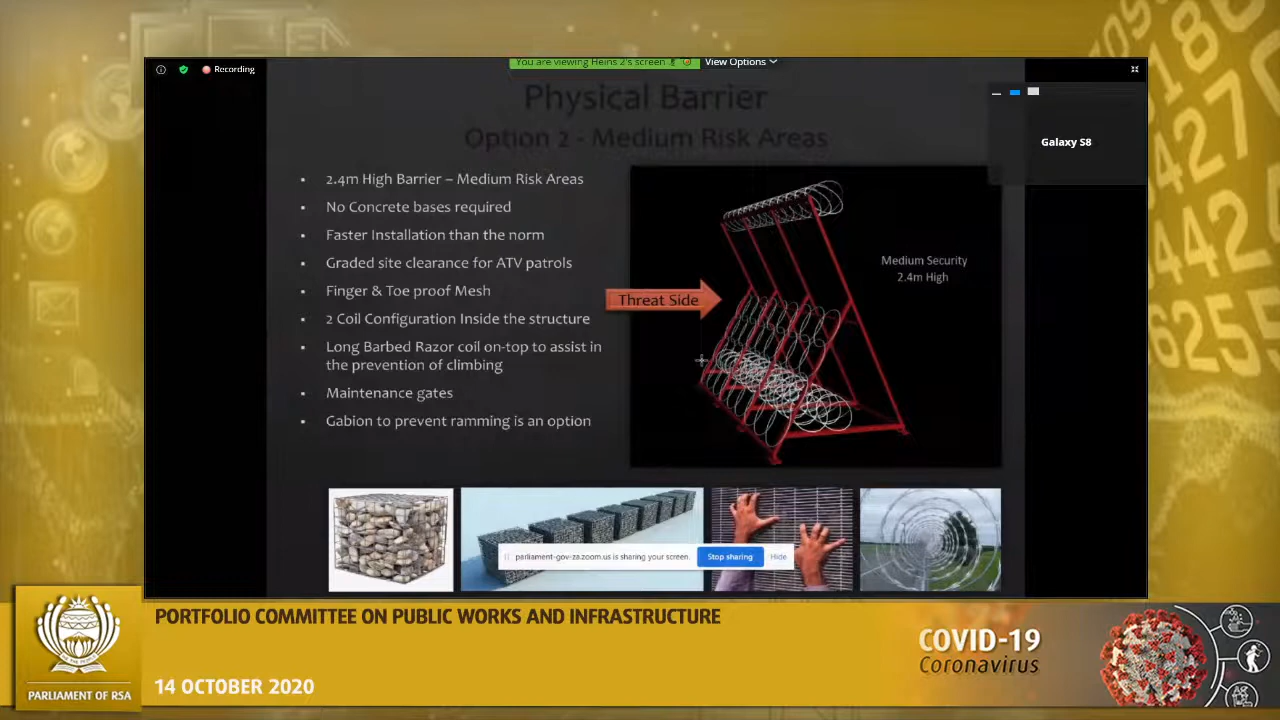 Recording
You are viewing Heins 2's screen
View Options
Physical Barrier
Option 2 - Medium Risk Areas
Galaxy S8
2.4m High Barrier – Medium Risk Areas
No Concrete bases required
Faster Installation than the norm
Graded site clearance for ATV patrols
Finger & Toe proof Mesh
2 Coil Configuration Inside the structure
Long Barbed Razor coil on-top to assist in
the prevention of climbing
Maintenance gates
Gabion to prevent ramming is an option
Threat Side
Medium Security
2.4m High
parliament-gov-za.zoom.us is sharing your screen.
Stop sharing
Hide
PORTFOLIO COMMITTEE ON PUBLIC WORKS AND INFRASTRUCTURE
14 OCTOBER 2020
PARLIAMENT OF RSA
COVID-19
Coronavirus